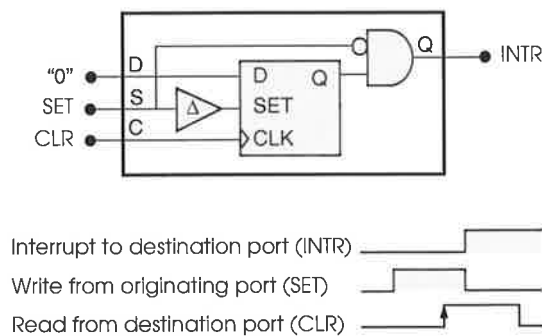 D
"0"
D Q
Q
INTR
S
SET
Δ
SET
C
CLR
CLK
Interrupt to destination port (INTR)
Write from originating port (SET)
Read from destination port (CLR)